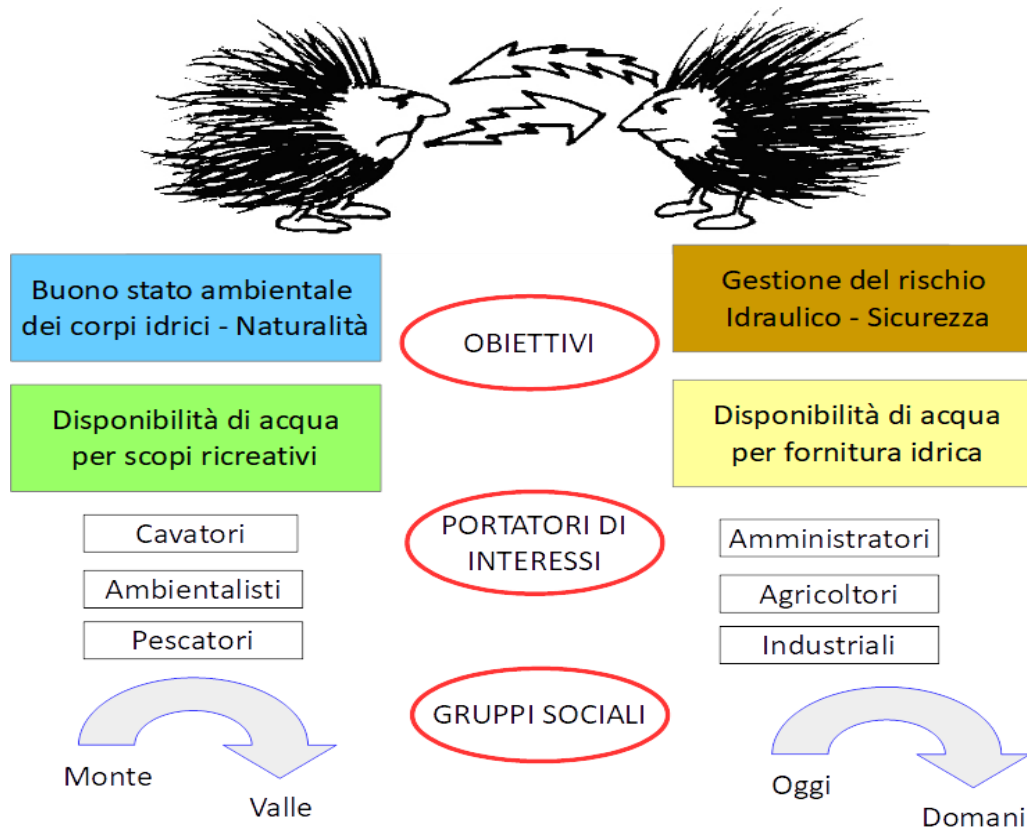 Buono stato ambientale
dei corpi idrici - Naturalità
Gestione del rischio
Idraulico - Sicurezza
OBIETTIVI
Disponibilità di acqua
per scopi ricreativi
Disponibilità di acqua
per fornitura idrica
Cavatori
Ambientalisti
Pescatori
PORTATORI DI
INTERESSI
Amministratori
Agricoltori
Industriali
GRUPPI SOCIALI
Monte
Valle
Oggi
Domani